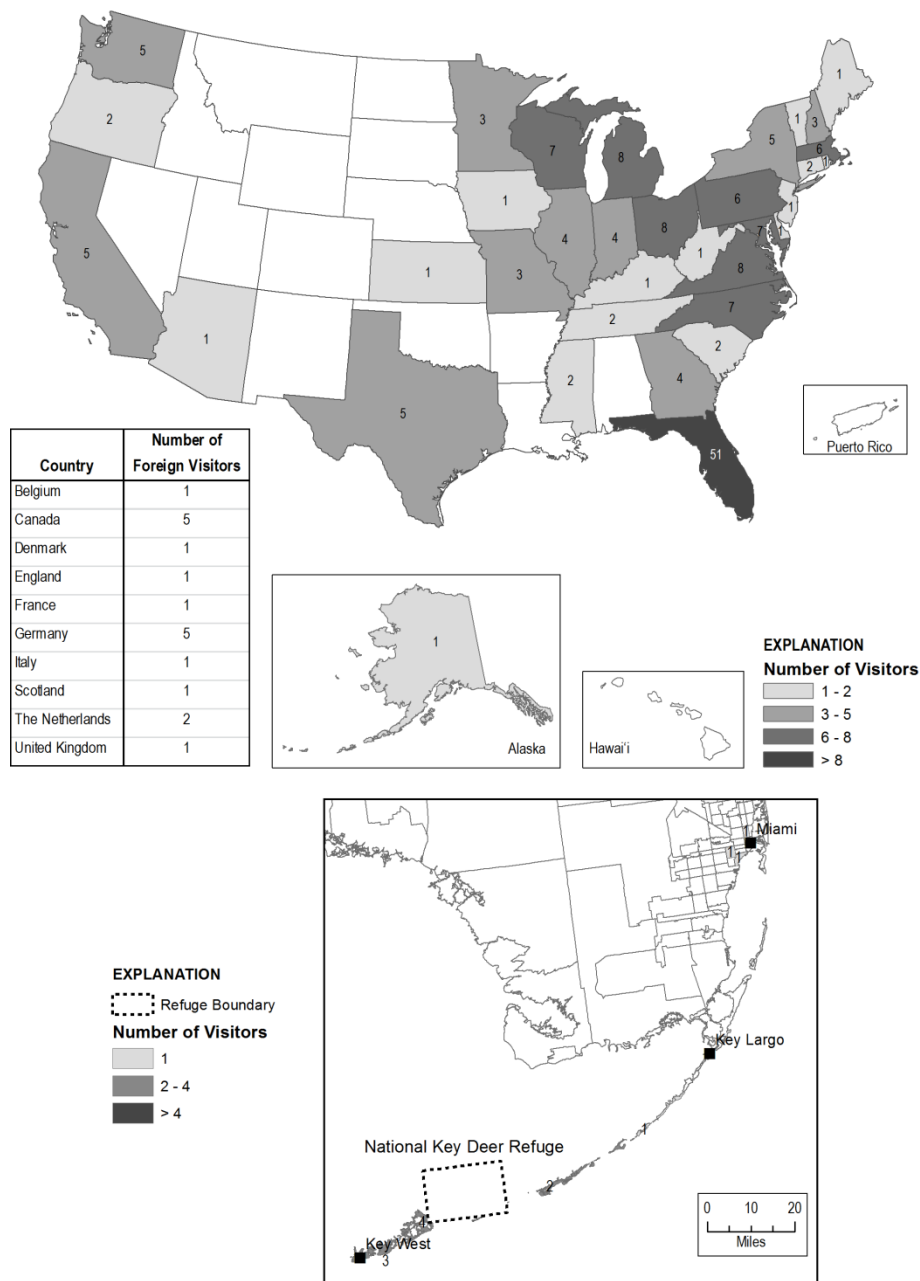 5
2
5
1
5
3
1
1
3
7
4
4
8
8
1
2
2
1
6
5
1
3
1
6
2
1
1
1
7
8
7
2
4
51
Puerto Rico
Country Number of Foreign Visitors
Belgium 1
Canada 5
Denmark 1
England 1
France 1
Germany 5
Italy 1
Scotland 1
The Netherlands 2
United Kingdom 1
1
Alaska
Hawai'i
EXPLANATION
Number of Visitors
1 - 2
3 - 5
6 - 8
> 8
EXPLANATION
Refuge Boundary
Number of Visitors
1
2 - 4
> 4
1
Miami
1
1
Key Largo
3
1
National Key Deer Refuge
2
4
Key West
3
0 10 20
Miles